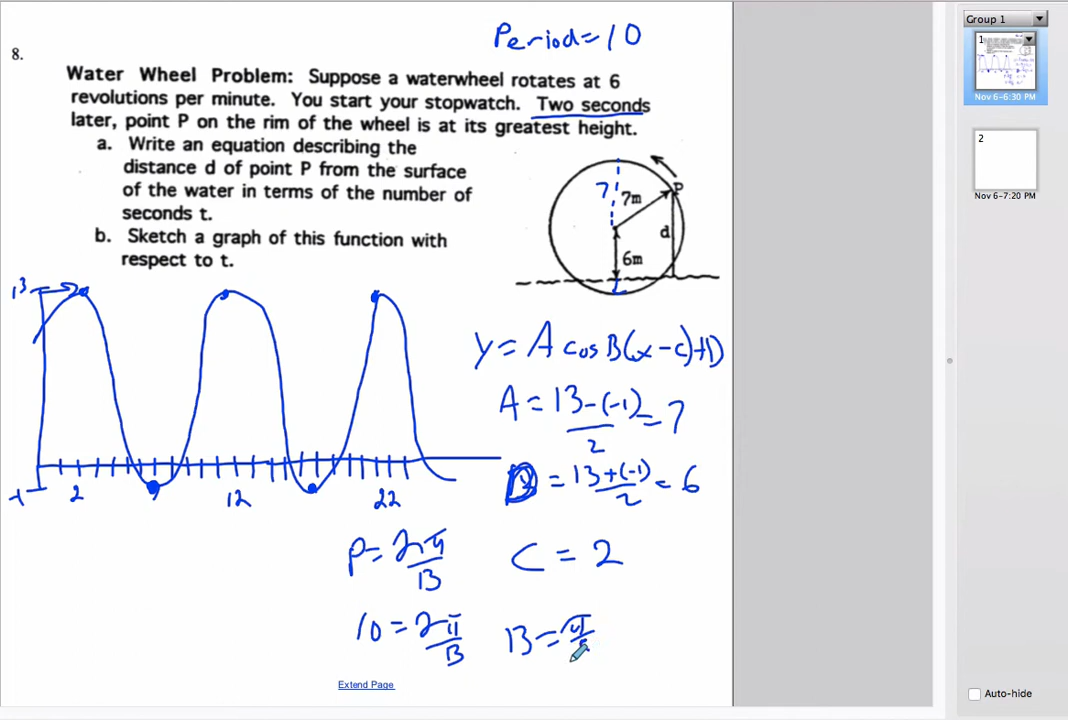 Period = 10
8.
Water Wheel Problem: Suppose a waterwheel rotates at 6
revolutions per minute. You start your stopwatch. Two seconds
later, point P on the rim of the wheel is at its greatest height.
a. Write an equation describing the
distance d of point P from the surface
of the water in terms of the number of
seconds t.
b. Sketch a graph of this function with
respect to t.
7
7m
P
d
6m
13
-1
2
12
22
y = A cos B(x - c) + D
A = 13 - (-1) / 2 = 7
D = 13 + (-1) / 2 = 6
P = 2π / B
C = 2
10 = 2π / B
B = π / 5
Extend Page
Group 1
1
Nov 6-6:30 PM
2
Nov 6-7:20 PM
Auto-hide